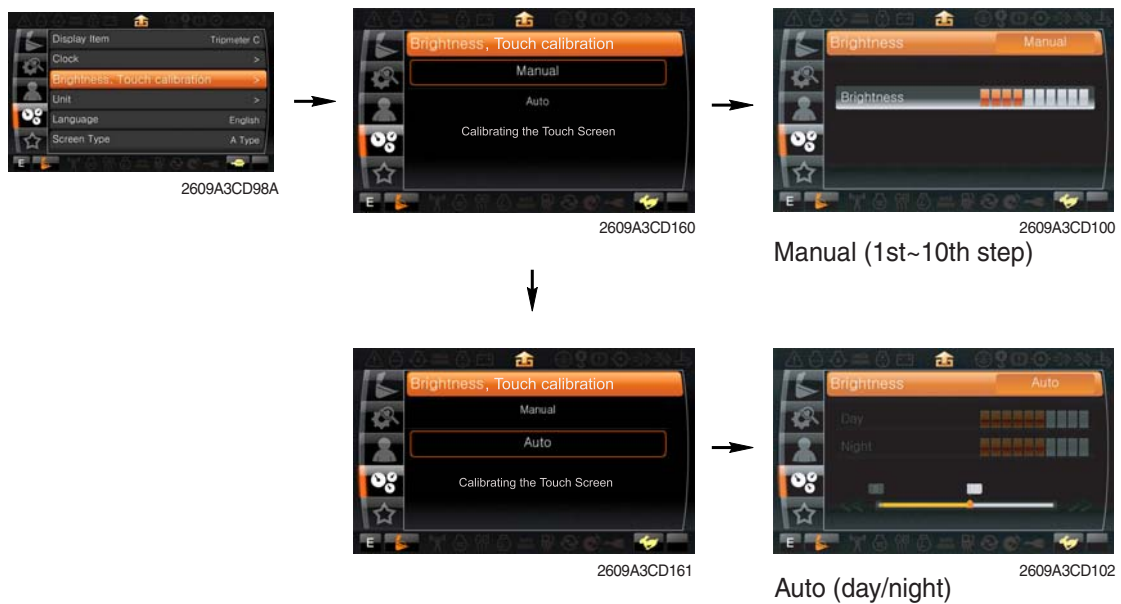 Display Item Tripmeter C
Clock >
Brightness, Touch calibration >
Unit >
Language English
Screen Type A Type
E
2609A3CD98A
Brightness, Touch calibration
Manual
Auto
Calibrating the Touch Screen
E
2609A3CD160
Brightness Manual
Brightness
E
2609A3CD100
Manual (1st~10th step)
Brightness, Touch calibration
Manual
Auto
Calibrating the Touch Screen
E
2609A3CD161
Brightness Auto
Day
Night
E
2609A3CD102
Auto (day/night)